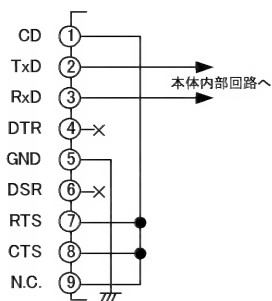 CD ①
TxD ②
RxD ③
本体内部回路へ
DTR ④
GND ⑤
DSR ⑥
RTS ⑦
CTS ⑧
N.C. ⑨